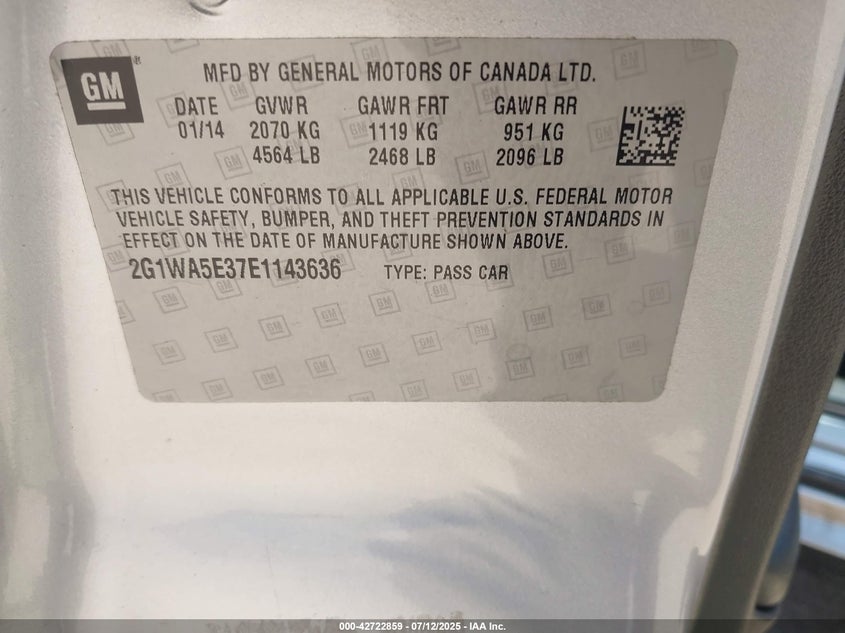 GM
MFD BY GENERAL MOTORS OF CANADA LTD.
DATE GVWR GAWR FRT GAWR RR
01/14 2070 KG 1119 KG 951 KG
4564 LB 2468 LB 2096 LB
THIS VEHICLE CONFORMS TO ALL APPLICABLE U.S. FEDERAL MOTOR
VEHICLE SAFETY, BUMPER, AND THEFT PREVENTION STANDARDS IN
EFFECT ON THE DATE OF MANUFACTURE SHOWN ABOVE.
2G1WA5E37E1143636 TYPE: PASS CAR
000-42722859 - 07/12/2025 - IAA Inc.